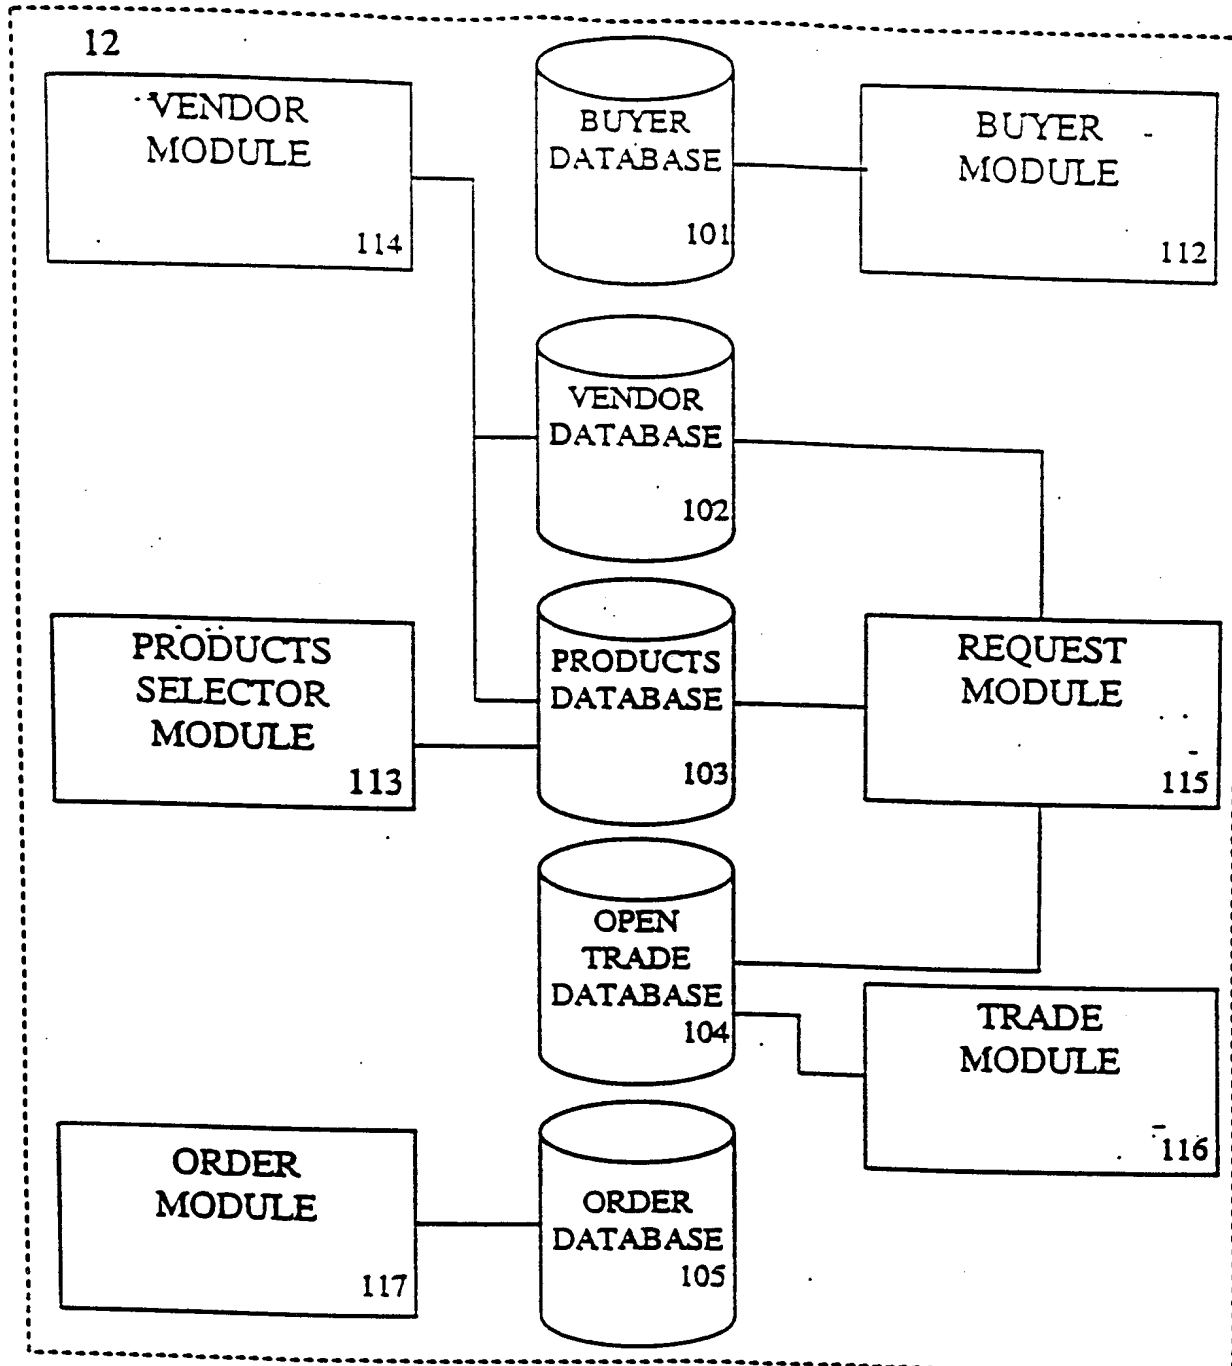 12
VENDOR
MODULE
114
BUYER
DATABASE
101
BUYER
MODULE
112
VENDOR
DATABASE
102
PRODUCTS
SELECTOR
MODULE
113
PRODUCTS
DATABASE
103
REQUEST
MODULE
115
OPEN
TRADE
DATABASE
104
TRADE
MODULE
116
ORDER
MODULE
117
ORDER
DATABASE
105